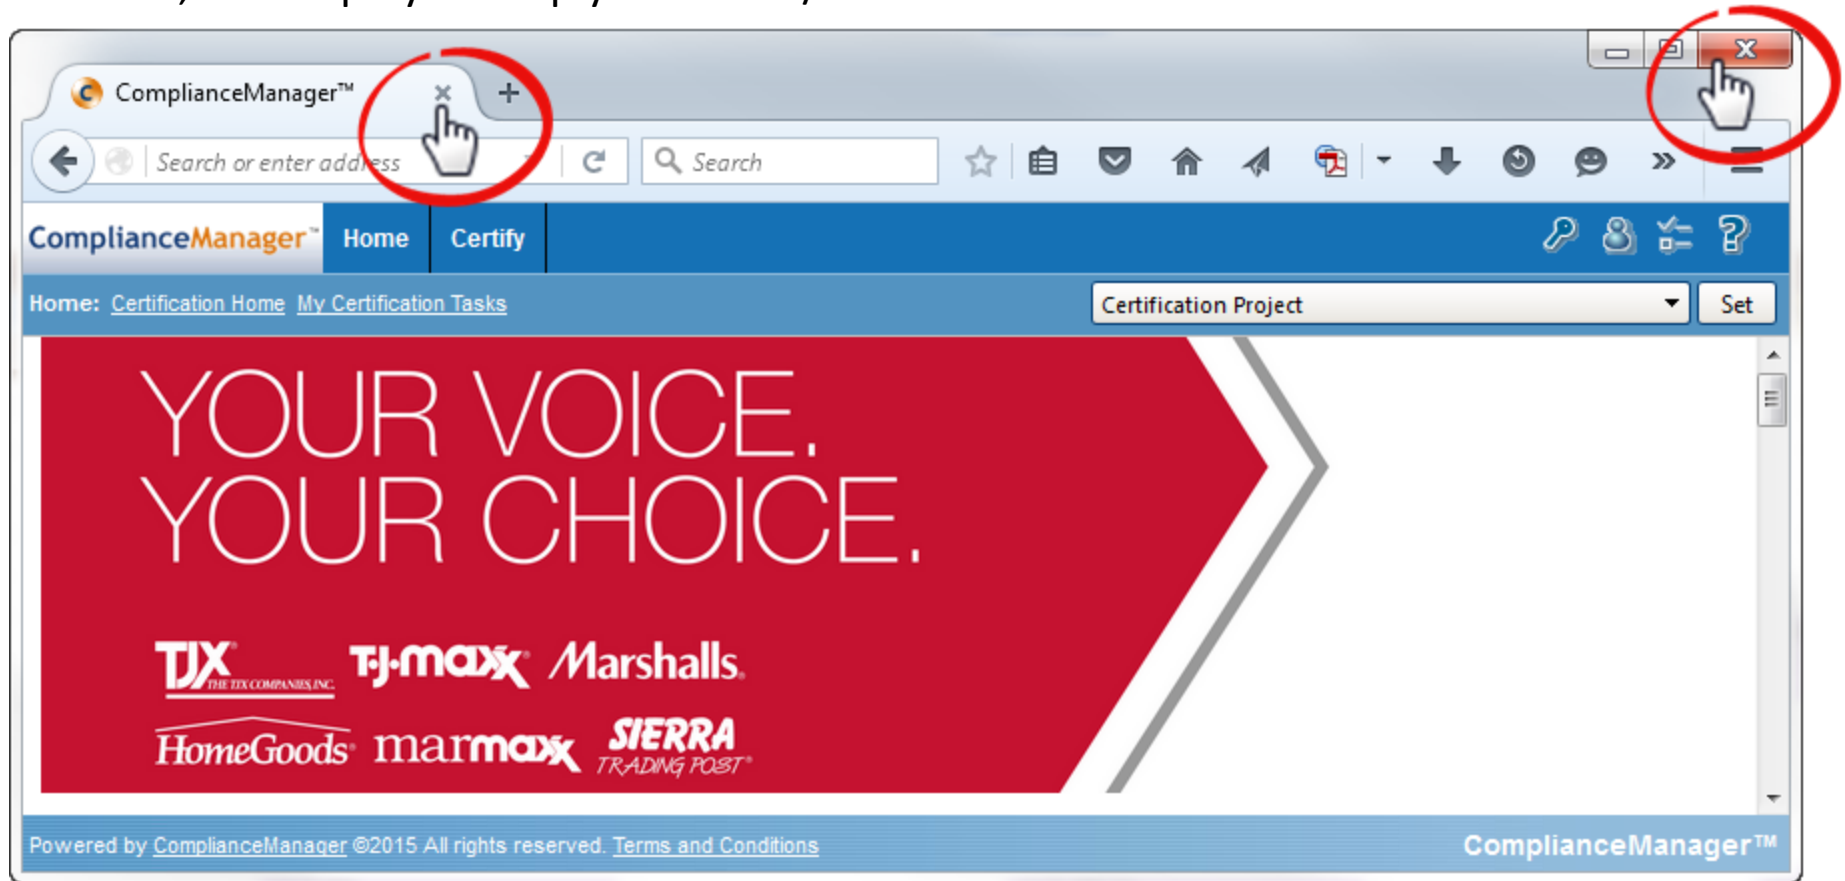 ComplianceManager™
Search or enter address
Search
ComplianceManager™ Home Certify
Home: Certification Home My Certification Tasks
Certification Project
Set
YOUR VOICE.
YOUR CHOICE.
TJX® T·J·maxx® Marshalls®
THE TJX COMPANIES, INC.
HomeGoods® marmaxx SIERRA
TRADING POST®
Powered by ComplianceManager ©2015 All rights reserved. Terms and Conditions
ComplianceManager™